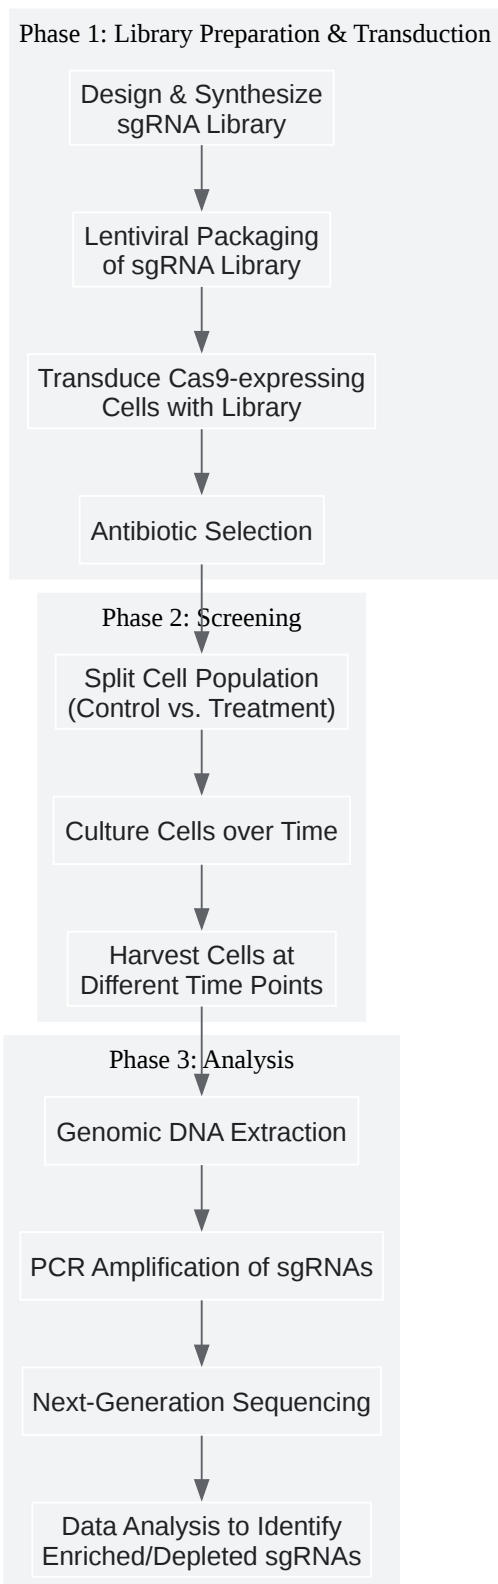 Phase 1: Library Preparation & Transduction
Design & Synthesize
sgRNA Library
Lentiviral Packaging
of sgRNA Library
Transduce Cas9-expressing
Cells with Library
Antibiotic Selection
Phase 2: Screening
Split Cell Population
(Control vs. Treatment)
Culture Cells over Time
Harvest Cells at
Different Time Points
Phase 3: Analysis
Genomic DNA Extraction
PCR Amplification of sgRNAs
Next-Generation Sequencing
Data Analysis to Identify
Enriched/Depleted sgRNAs